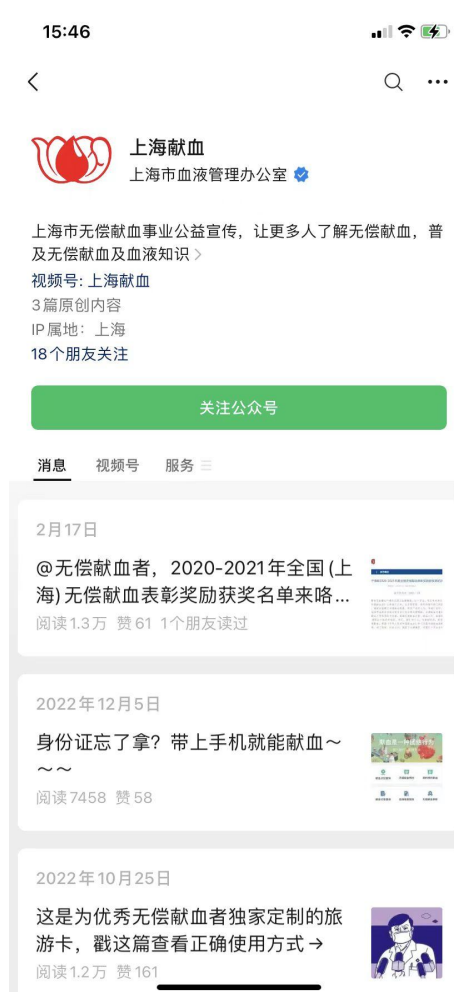 15:46
上海献血
上海市血液管理办公室
上海市无偿献血事业公益宣传，让更多人了解无偿献血，普
及无偿献血及血液知识
视频号: 上海献血
3篇原创内容
IP属地：上海
18个朋友关注
关注公众号
消息 视频号 服务
2月17日
@无偿献血者，2020-2021年全国(上
海)无偿献血表彰奖励获奖名单来咯...
阅读1.3万 赞61 1个朋友读过
2022年12月5日
身份证忘了拿？带上手机就能献血～
～～～
阅读7458 赞58
2022年10月25日
这是为优秀无偿献血者独家定制的旅
游卡，戳这篇查看正确使用方式→
阅读1.2万 赞161